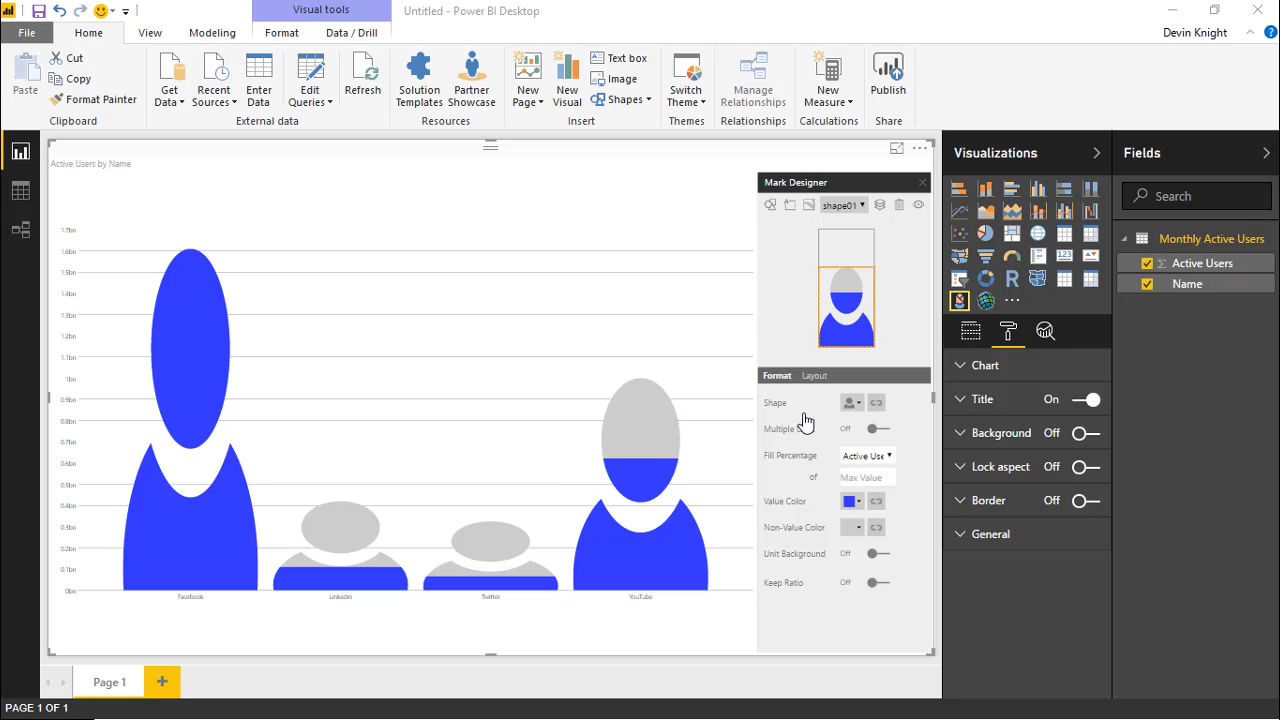 Visual tools
Untitled - Power BI Desktop
File
Home
View
Modeling
Format
Data / Drill
Devin Knight
Paste
Cut
Copy
Format Painter
Clipboard
Get Data
Recent Sources
Enter Data
Edit Queries
Refresh
External data
Solution Templates
Partner Showcase
Resources
New Page
New Visual
Text box
Image
Shapes
Insert
Switch Theme
Themes
Manage Relationships
Relationships
New Measure
Calculations
Publish
Share
Active Users by Name
1.7bn
1.6bn
1.5bn
1.4bn
1.3bn
1.2bn
1.1bn
1bn
0.9bn
0.8bn
0.7bn
0.6bn
0.5bn
0.4bn
0.3bn
0.2bn
0.1bn
0bn
Facebook
LinkedIn
Twitter
YouTube
Mark Designer
shape01
Format
Layout
Shape
Multiple
Off
Fill Percentage
Active Use
of
Max Value
Value Color
Non-Value Color
Unit Background
Off
Keep Ratio
Off
Visualizations
123
R
Chart
Title
On
Background
Off
Lock aspect
Off
Border
Off
General
Fields
Search
Monthly Active Users
Σ Active Users
Name
Page 1
PAGE 1 OF 1